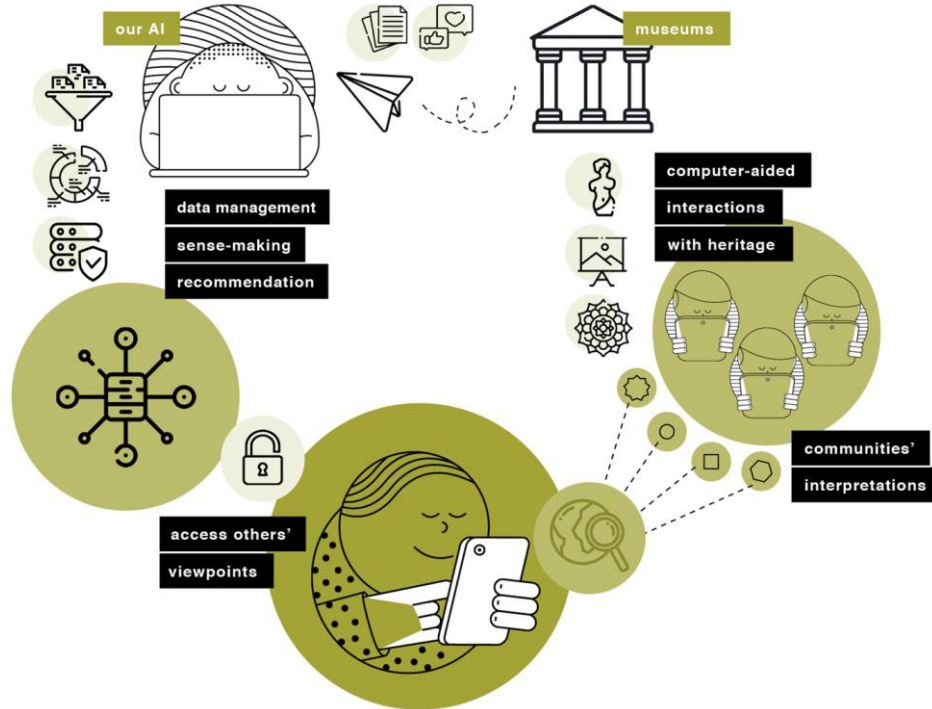 our AI
museums
data management
sense-making
recommendation
computer-aided
interactions
with heritage
communities’
interpretations
access others’
viewpoints